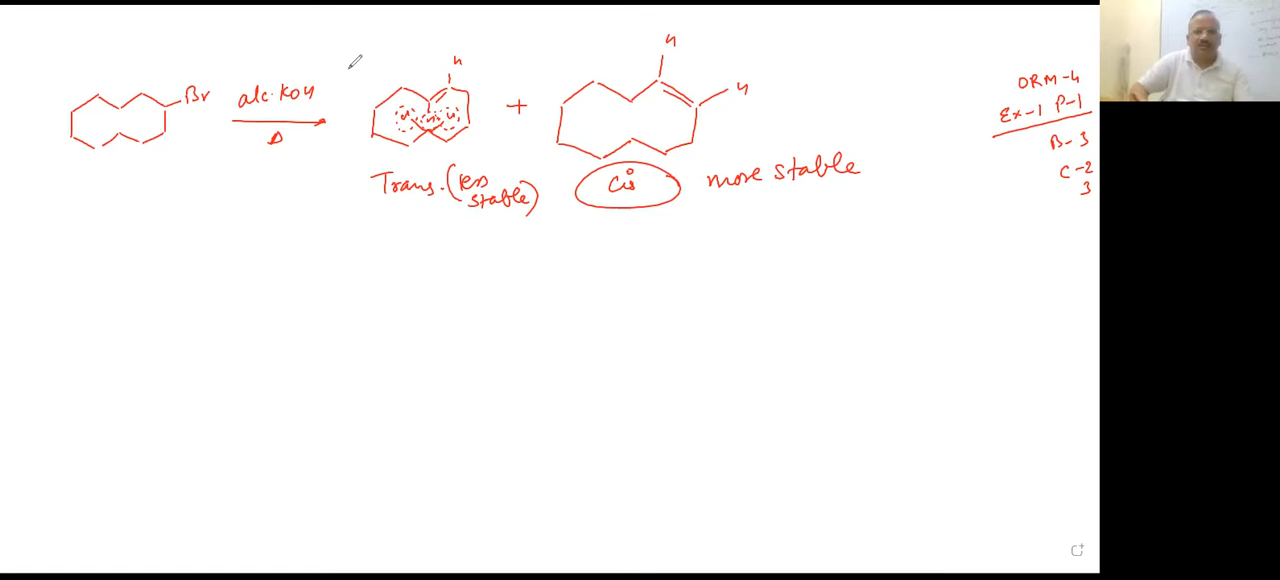 Br
alc. KOH
Δ
H
H H H
+
H
H
Trans. (less
stable)
Cis
more stable
ORM-4
Ex-1 P-1
B-3
C-2
3